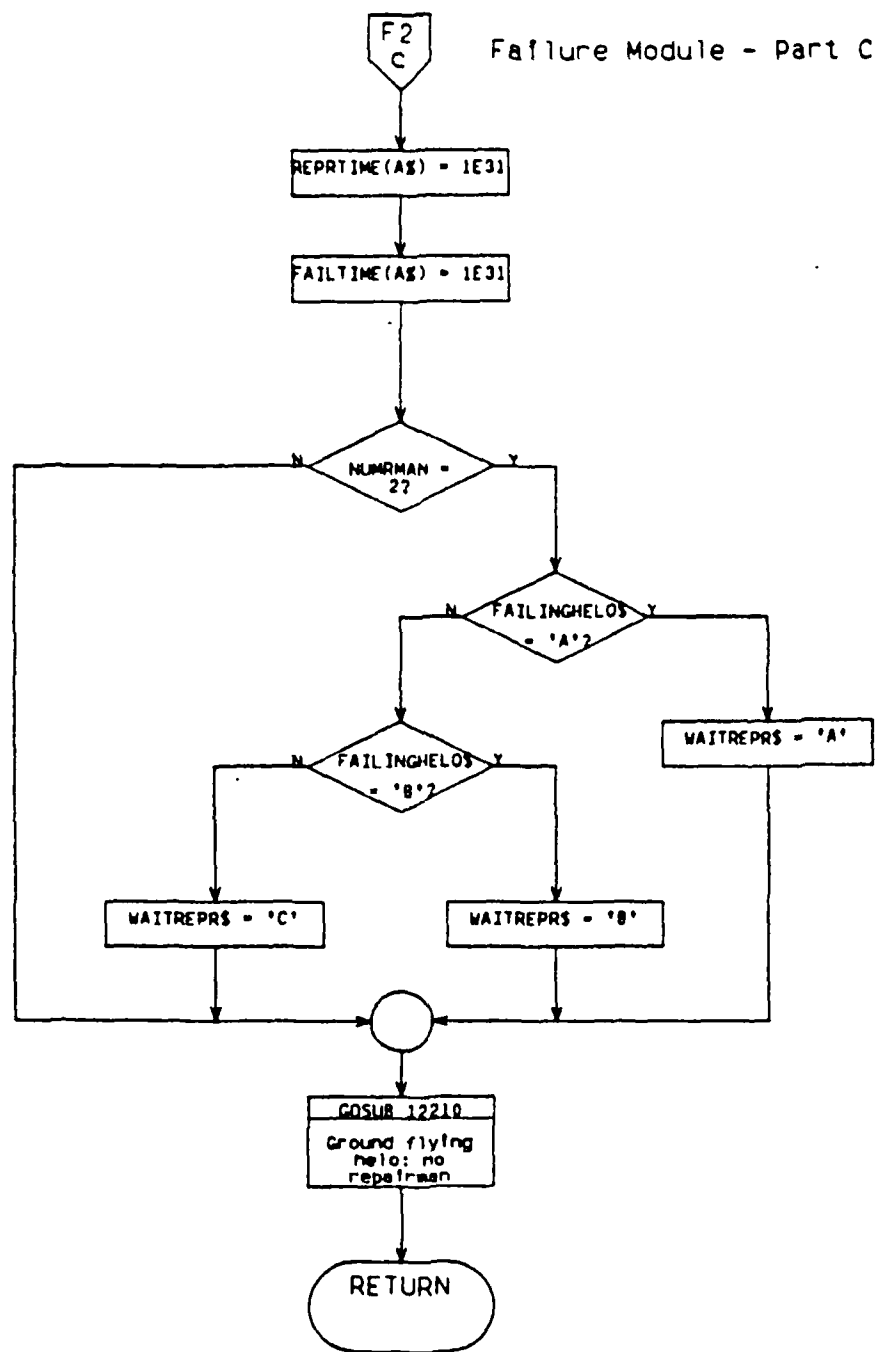 F2
C
Failure Module - Part C
REPRTIME(A%) = 1E31
FAILTIME(A%) = 1E31
N
NUMRMAN =
2?
Y
N
FAILINGHELO$
= 'A'?
Y
WAITREPR$ = 'A'
N
FAILINGHELO$
= 'B'?
Y
WAITREPR$ = 'C'
WAITREPR$ = 'B'
GOSUB 12210
Ground flying
helo: no
repairman
RETURN